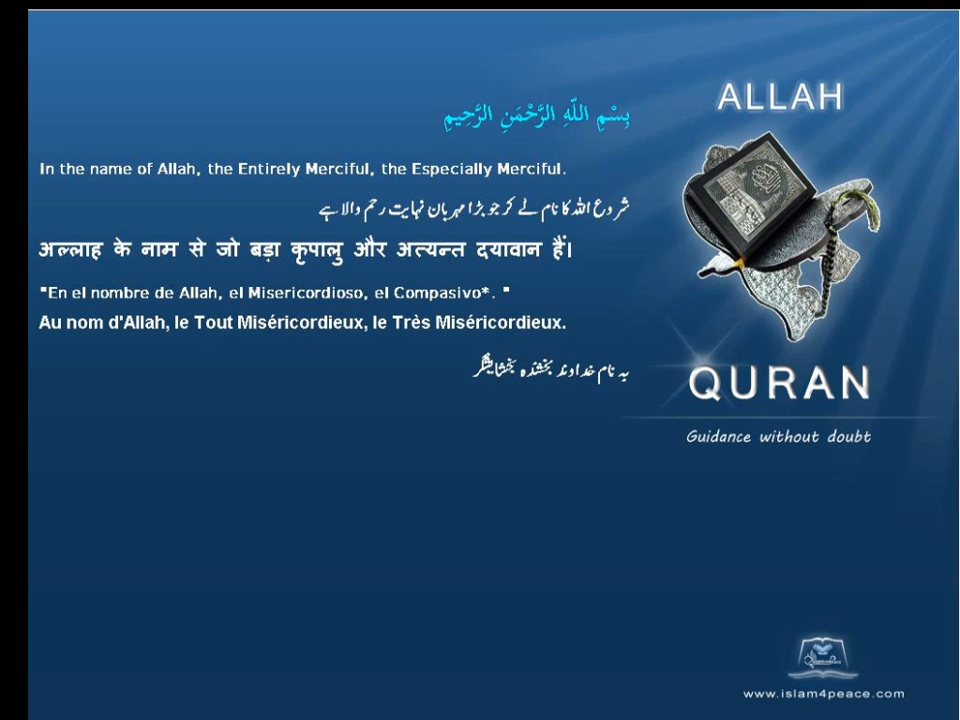 بِسْمِ اللَّهِ الرَّحْمَنِ الرَّحِيمِ
In the name of Allah, the Entirely Merciful, the Especially Merciful.
شروع الله کا نام لے کر جو بڑا مہربان نہایت رحم والا ہے
अल्लाह के नाम से जो बड़ा कृपालु और अत्यन्त दयावान हैं।
"En el nombre de Allah, el Misericordioso, el Compasivo*. "
Au nom d'Allah, le Tout Miséricordieux, le Très Miséricordieux.
به نام خداوند بخشنده بخشایشگر
ALLAH
QURAN
Guidance without doubt
www.islam4peace.com